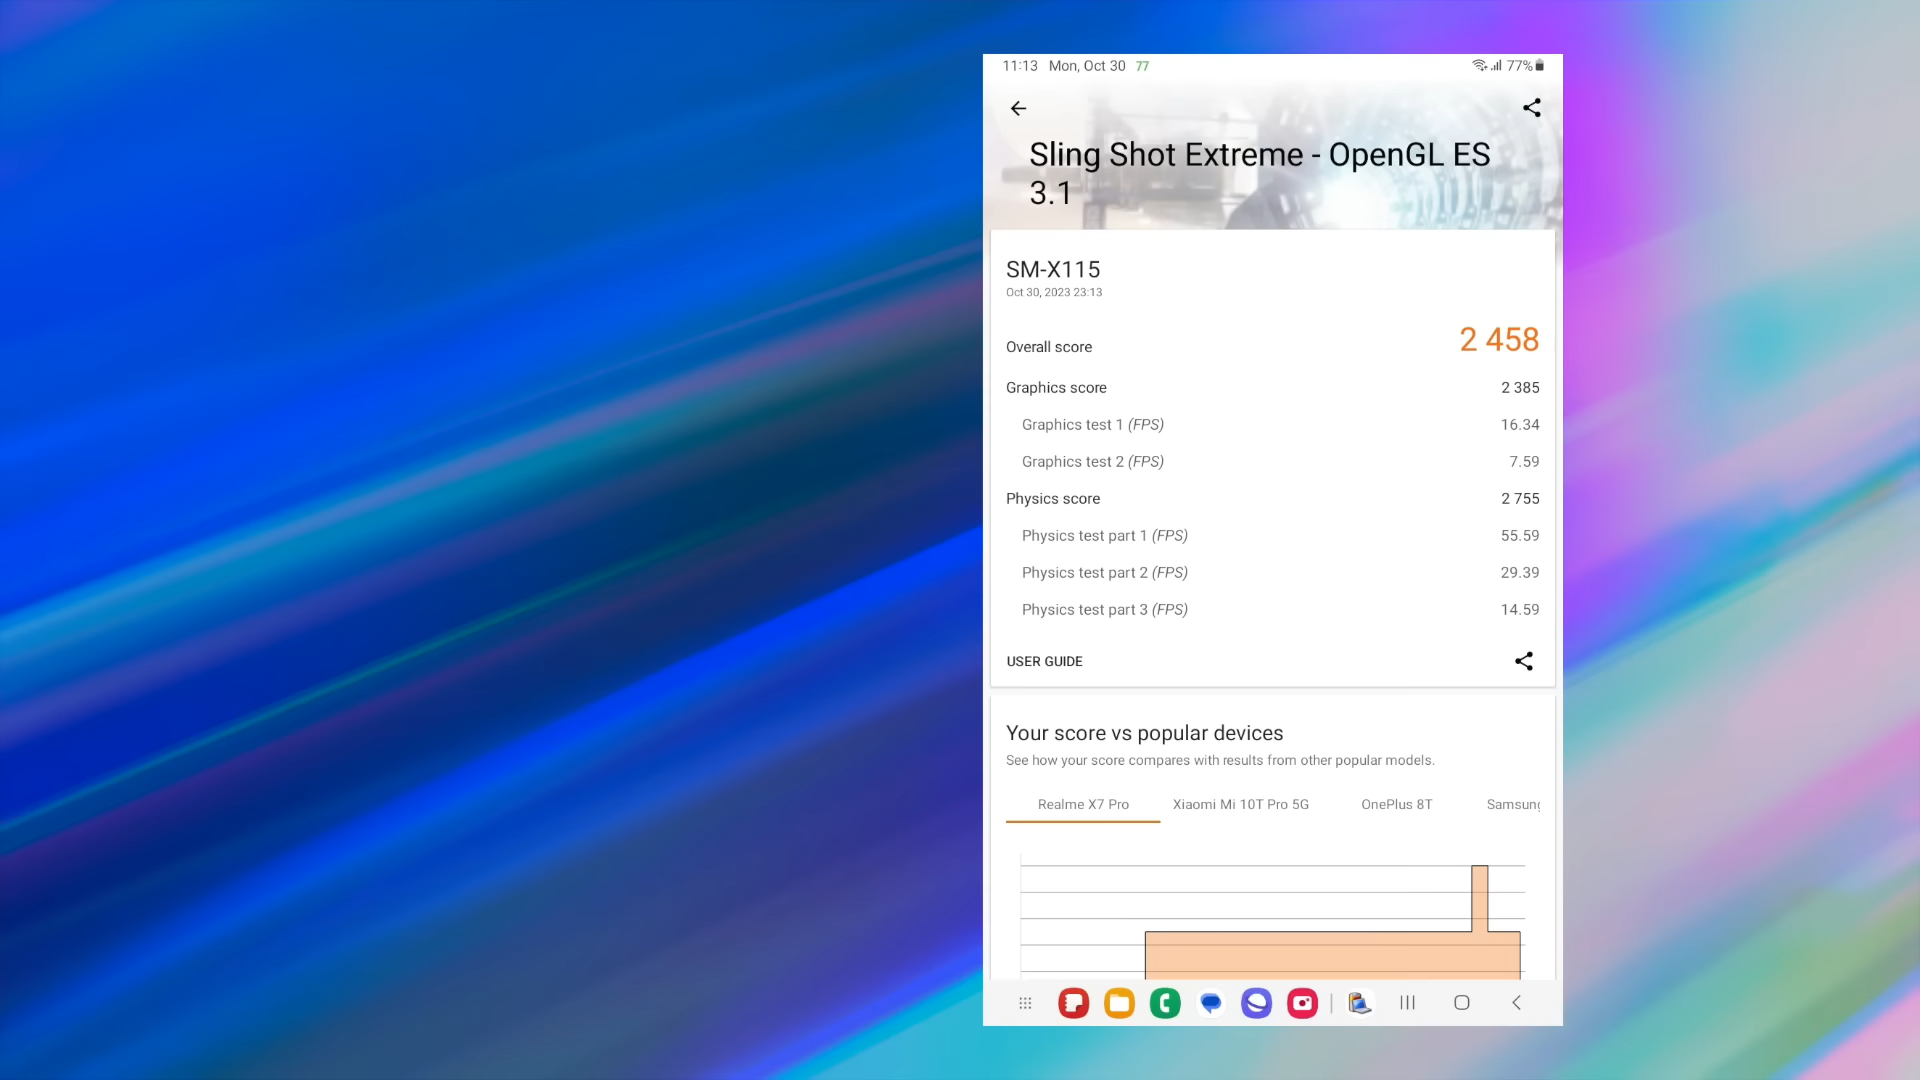 11:13 Mon, Oct 30 77 77%
Sling Shot Extreme - OpenGL ES
3.1
SM-X115
Oct 30, 2023 23:13
Overall score 2 458
Graphics score 2 385
Graphics test 1 (FPS) 16.34
Graphics test 2 (FPS) 7.59
Physics score 2 755
Physics test part 1 (FPS) 55.59
Physics test part 2 (FPS) 29.39
Physics test part 3 (FPS) 14.59
USER GUIDE
Your score vs popular devices
See how your score compares with results from other popular models.
Realme X7 Pro Xiaomi Mi 10T Pro 5G OnePlus 8T Samsung